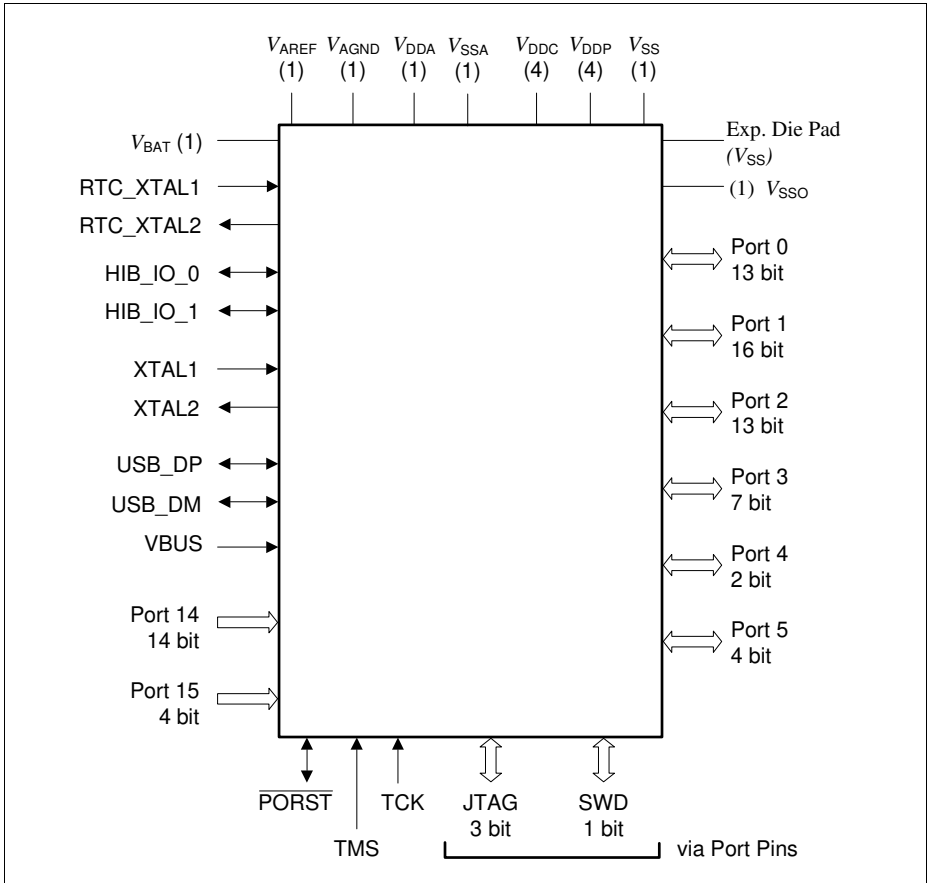 VAREF VAGND VDDA VSSA VDDC VDDP VSS
(1) (1) (1) (1) (4) (4) (1)
VBAT (1)
RTC_XTAL1
RTC_XTAL2
HIB_IO_0
HIB_IO_1
XTAL1
XTAL2
USB_DP
USB_DM
VBUS
Port 14
14 bit
Port 15
4 bit
Exp. Die Pad
(VSS)
(1) VSSO
Port 0
13 bit
Port 1
16 bit
Port 2
13 bit
Port 3
7 bit
Port 4
2 bit
Port 5
4 bit
PORST
TMS
TCK
JTAG
3 bit
SWD
1 bit
via Port Pins